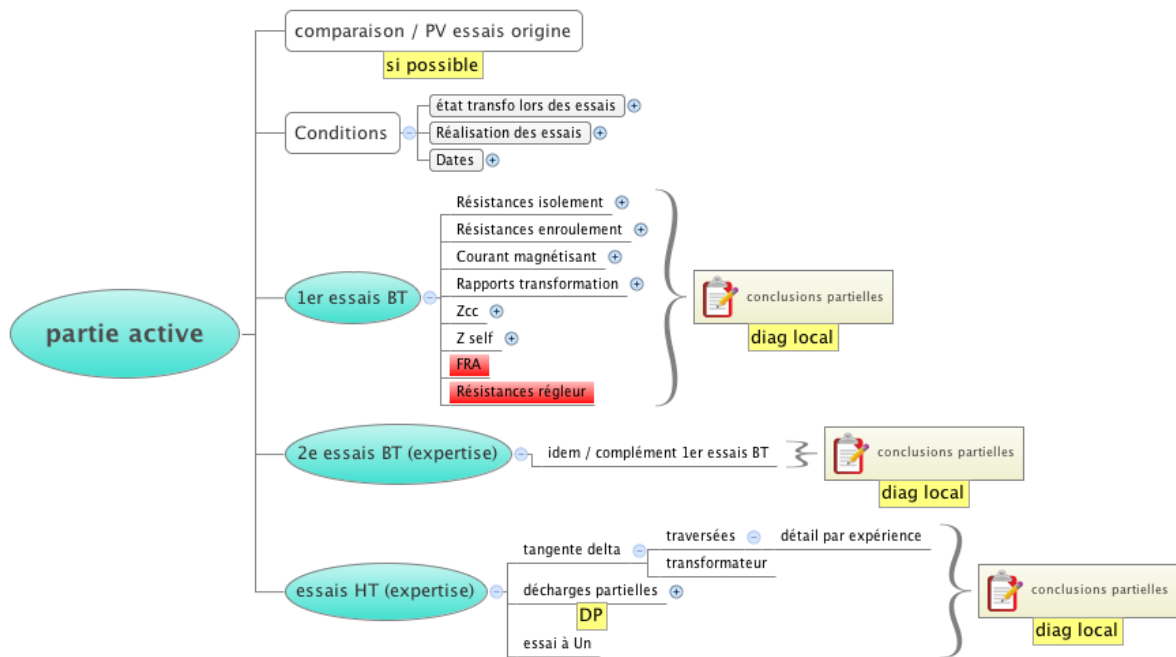 partie active
comparaison / PV essais origine
si possible
Conditions
état transfo lors des essais
Réalisation des essais
Dates
1er essais BT
Résistances isolement
Résistances enroulement
Courant magnétisant
Rapports transformation
Zcc
Z self
FRA
Résistances régleur
conclusions partielles
diag local
2e essais BT (expertise)
idem / complément 1er essais BT
conclusions partielles
diag local
essais HT (expertise)
tangente delta
traversées
détail par expérience
transformateur
décharges partielles
DP
essai à Un
conclusions partielles
diag local